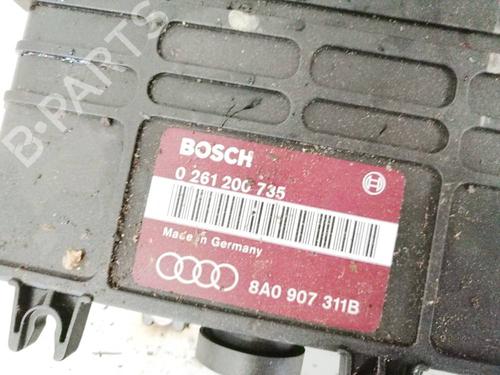 B-PARTS
BOSCH
0 261 200 735
Made in Germany
8A0 907 311B